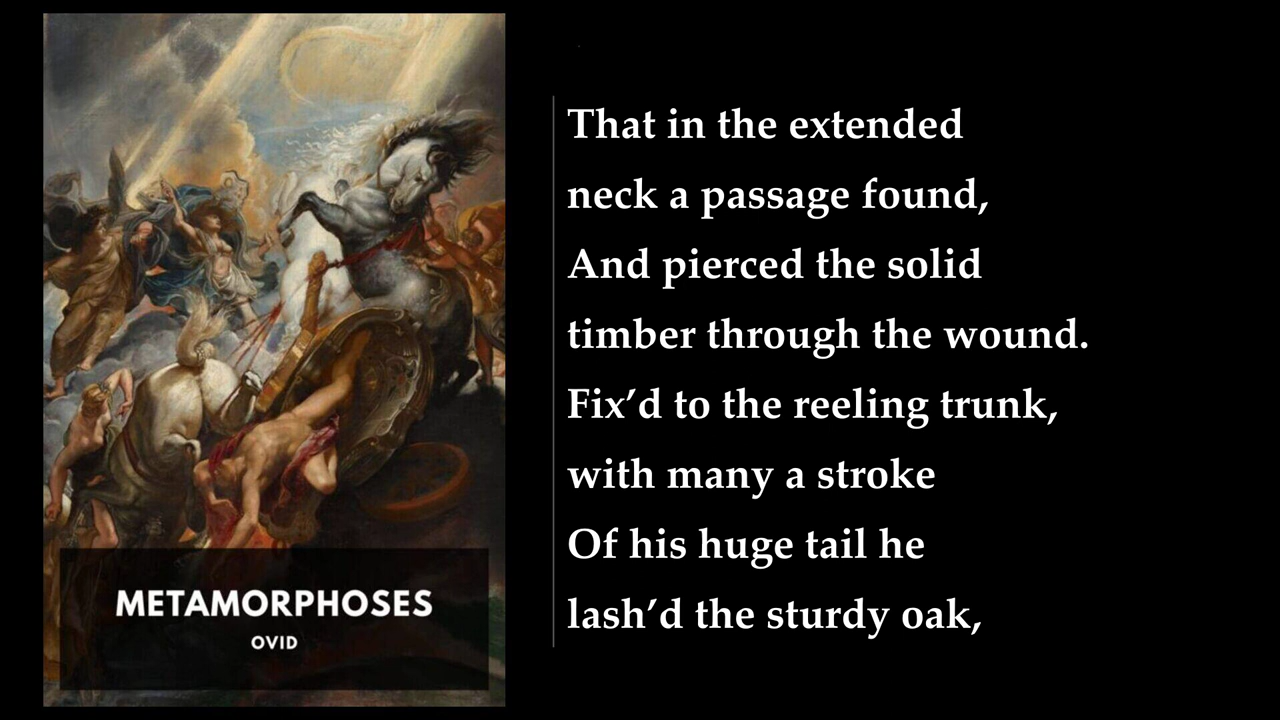 METAMORPHOSES
OVID
That in the extended
neck a passage found,
And pierced the solid
timber through the wound.
Fix’d to the reeling trunk,
with many a stroke
Of his huge tail he
lash’d the sturdy oak,